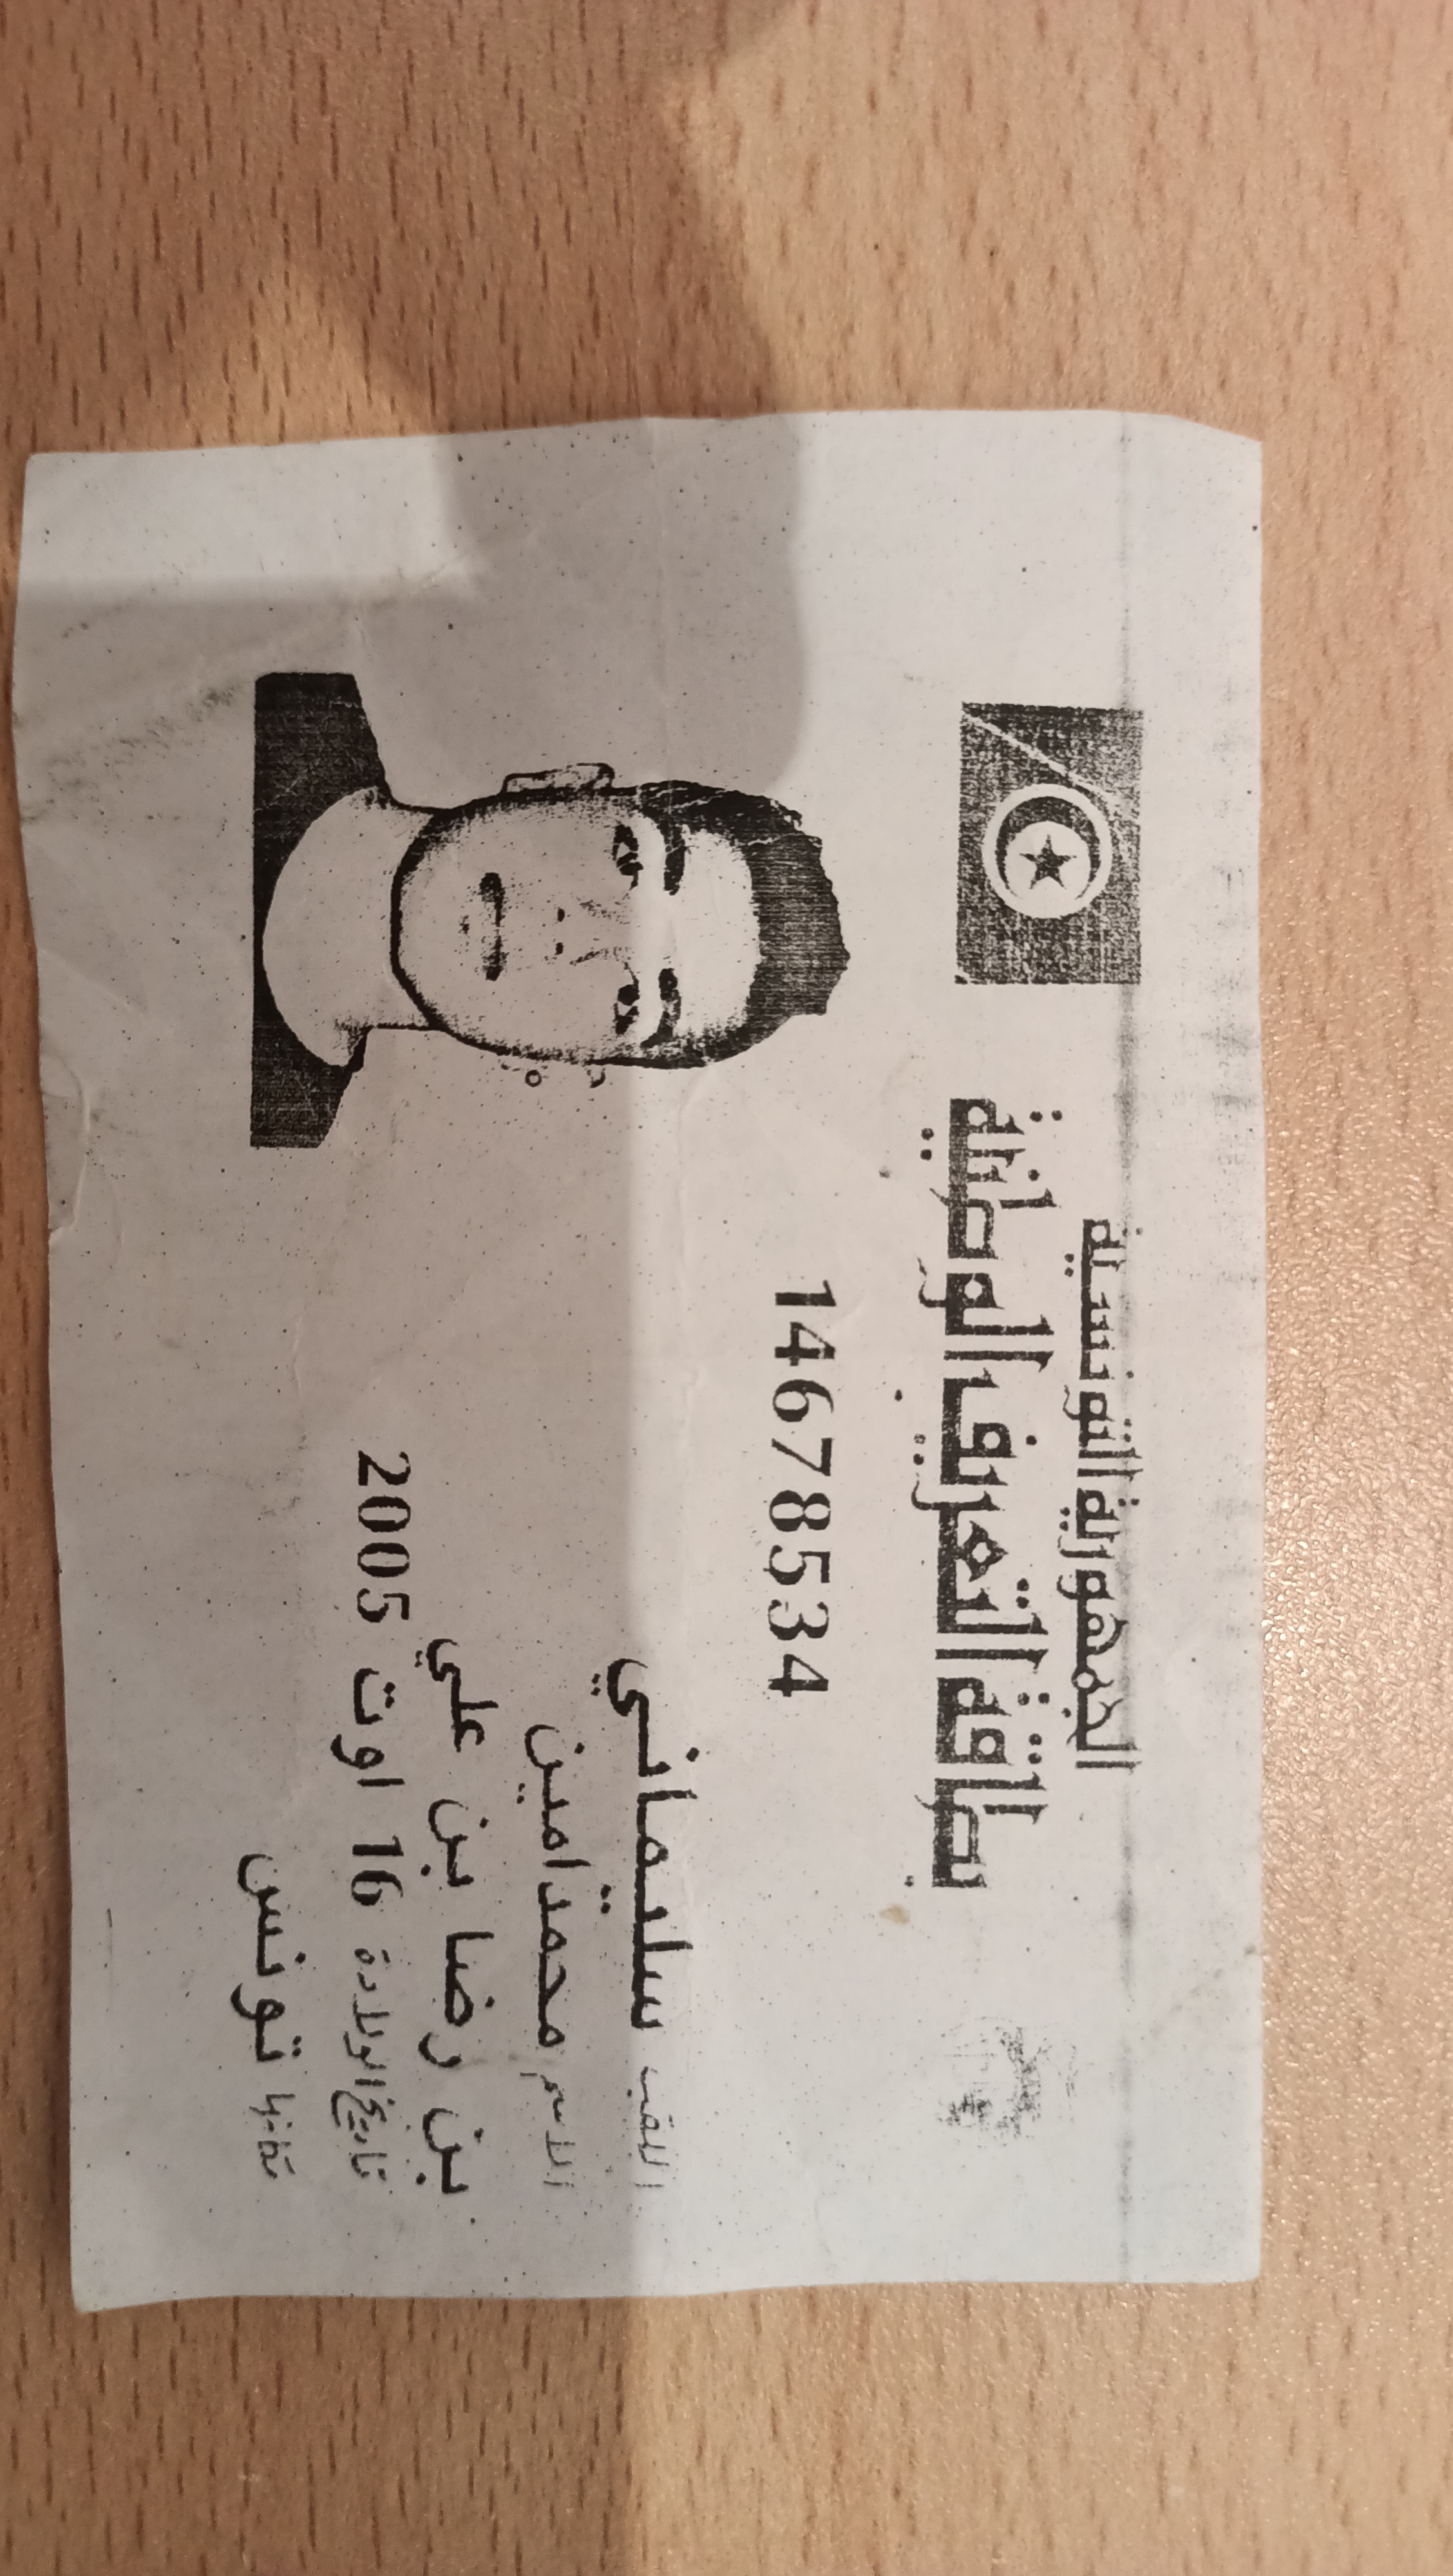 الجمهورية التونسية
بطاقة التعريف الوطنية
14678534
اللقب سليماني
الاسم محمد امين
بن رضا بن علي
تاريخ الولادة 16 اوت 2005
مكانها تونس